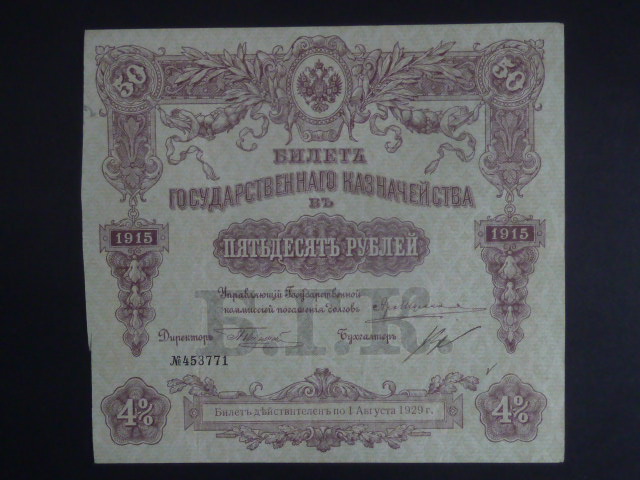 50 50
БИЛЕТЪ
ГОСУДАРСТВЕННАГО КАЗНАЧЕЙСТВА
ВЪ
1915 ПЯТЬДЕСЯТЪ РУБЛЕЙ 1915
Б.Г.К.
Управляющій Государственной
коммиссіей погашенія долговъ
Директоръ Бухгалтеръ
№453771
4% Билетъ дѣйствителенъ по 1 Августа 1929 г. 4%